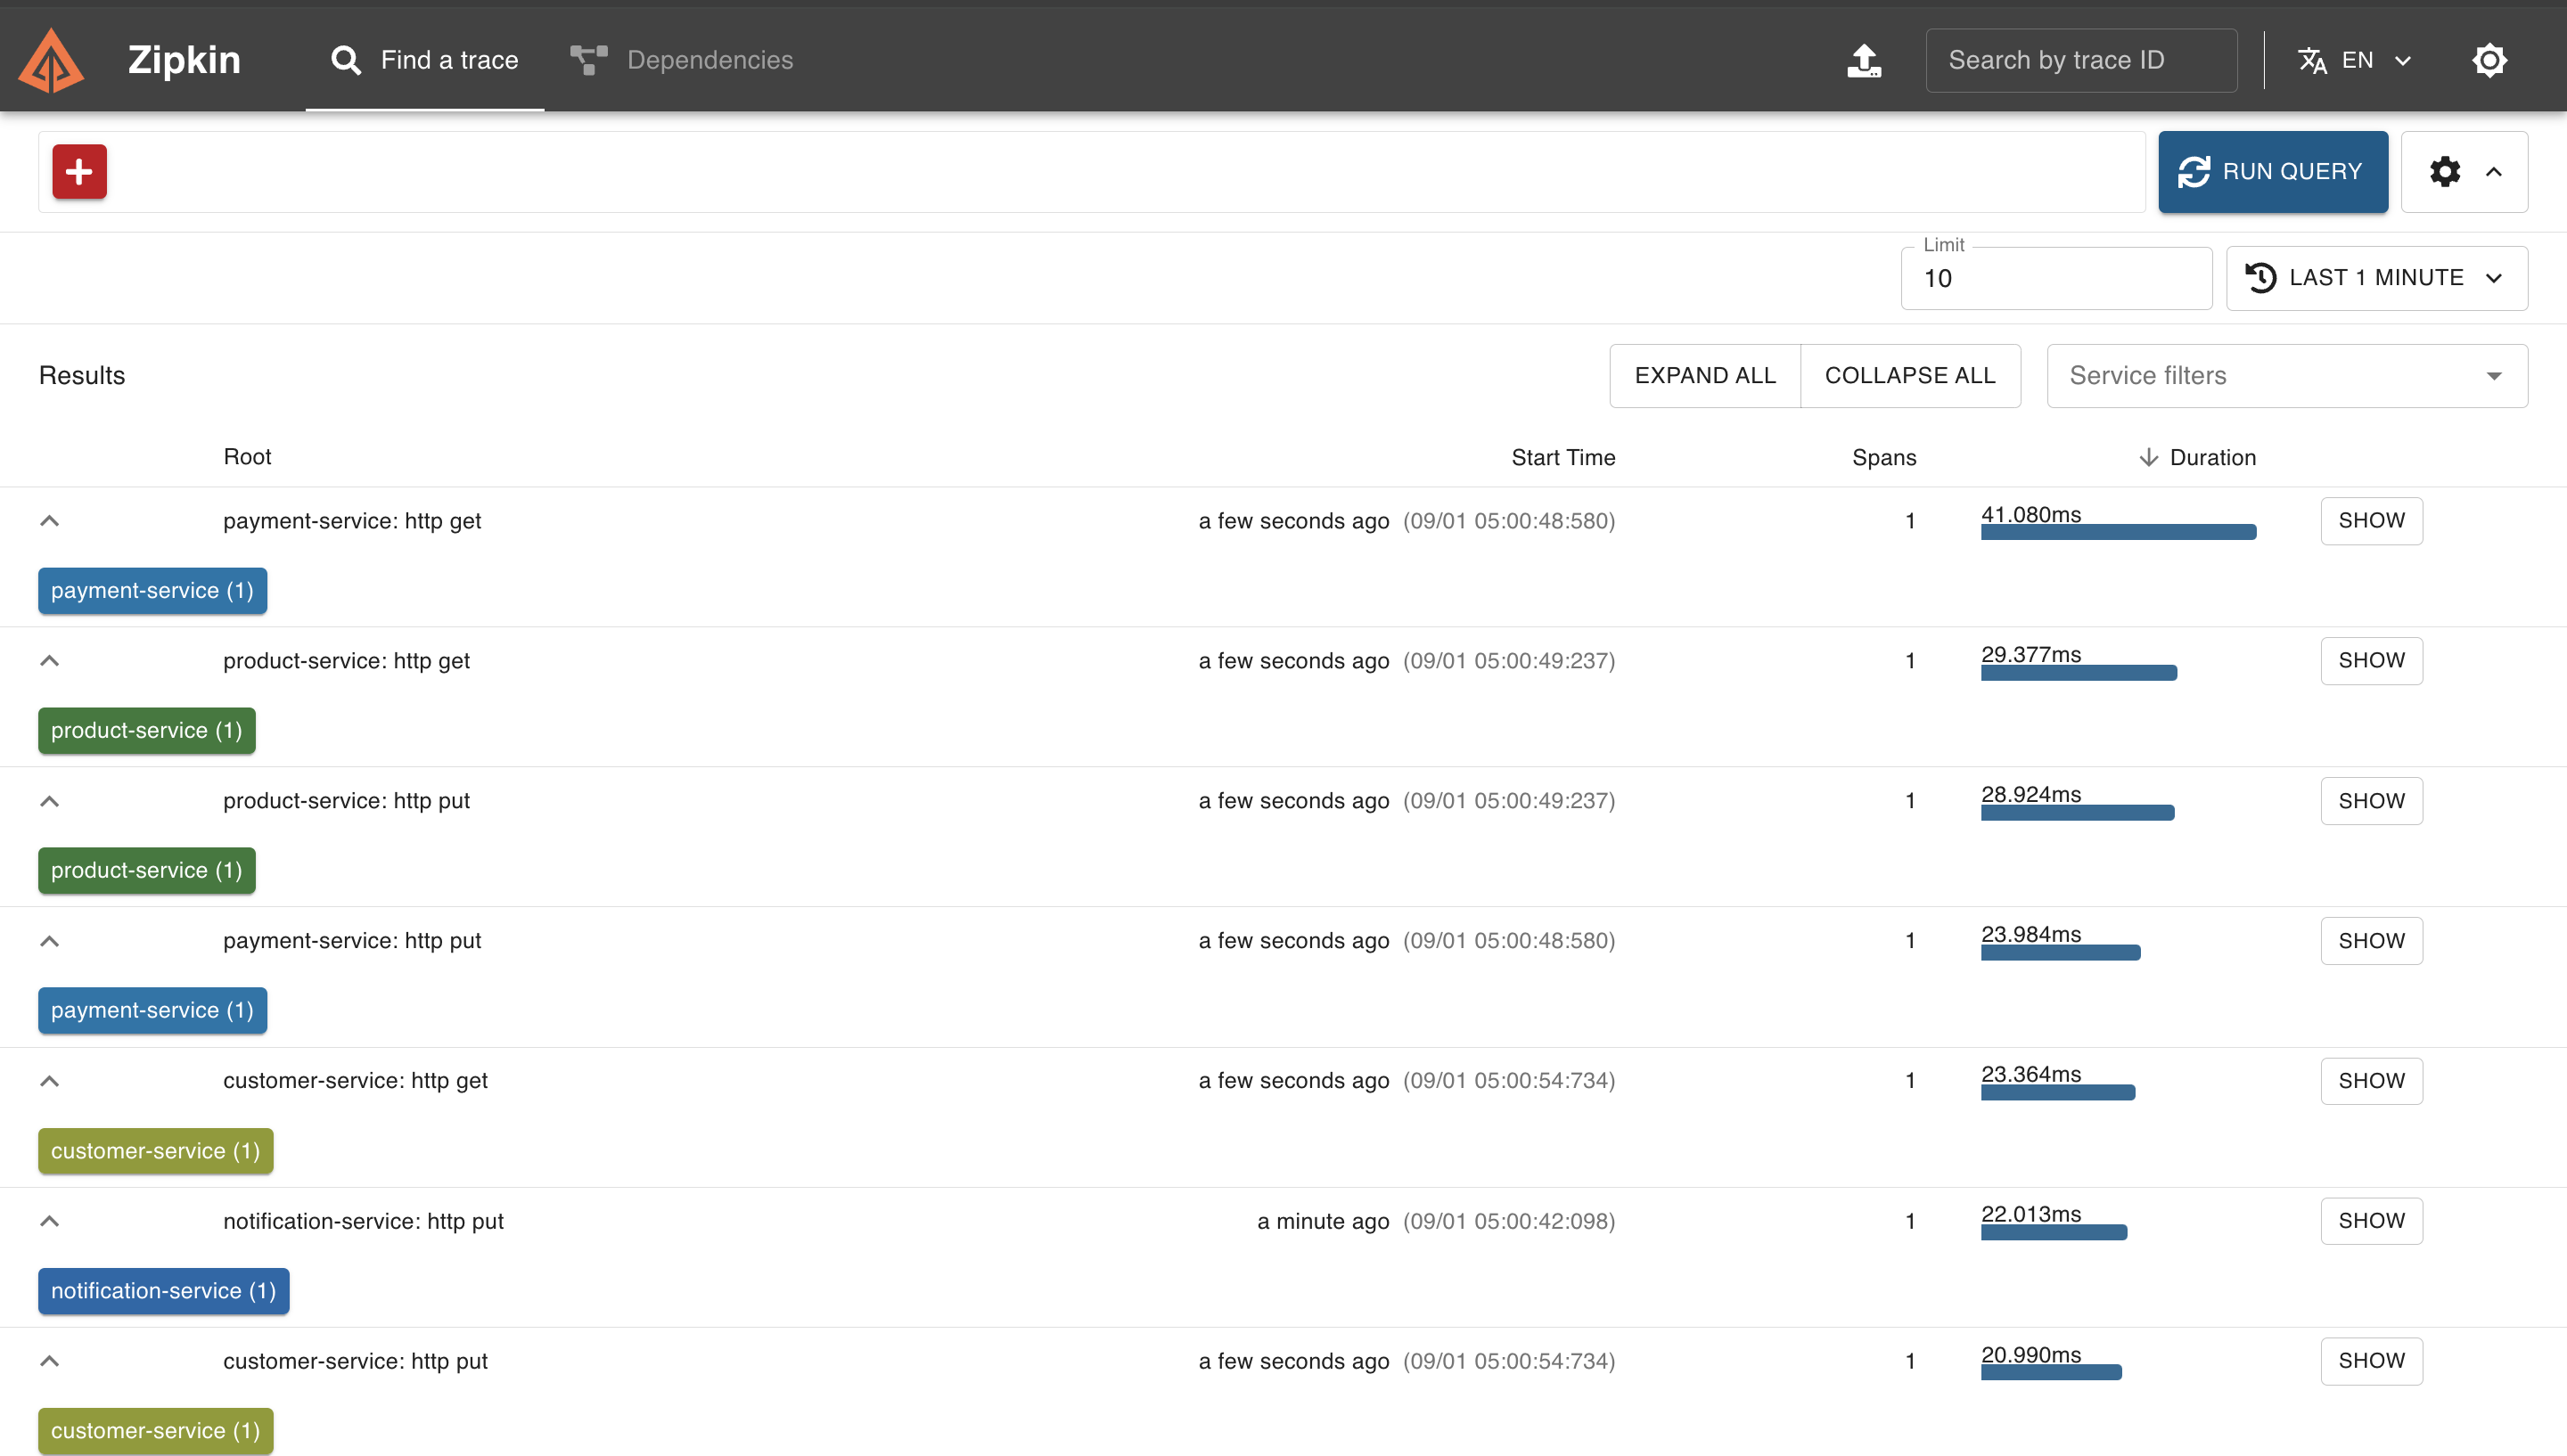 Zipkin
Find a trace
Dependencies
Search by trace ID
EN
RUN QUERY
Limit
10
LAST 1 MINUTE
Results
EXPAND ALL
COLLAPSE ALL
Service filters
Root Start Time Spans Duration
payment-service: http get a few seconds ago (09/01 05:00:48:580) 1 41.080ms SHOW
payment-service (1)
product-service: http get a few seconds ago (09/01 05:00:49:237) 1 29.377ms SHOW
product-service (1)
product-service: http put a few seconds ago (09/01 05:00:49:237) 1 28.924ms SHOW
product-service (1)
payment-service: http put a few seconds ago (09/01 05:00:48:580) 1 23.984ms SHOW
payment-service (1)
customer-service: http get a few seconds ago (09/01 05:00:54:734) 1 23.364ms SHOW
customer-service (1)
notification-service: http put a minute ago (09/01 05:00:42:098) 1 22.013ms SHOW
notification-service (1)
customer-service: http put a few seconds ago (09/01 05:00:54:734) 1 20.990ms SHOW
customer-service (1)